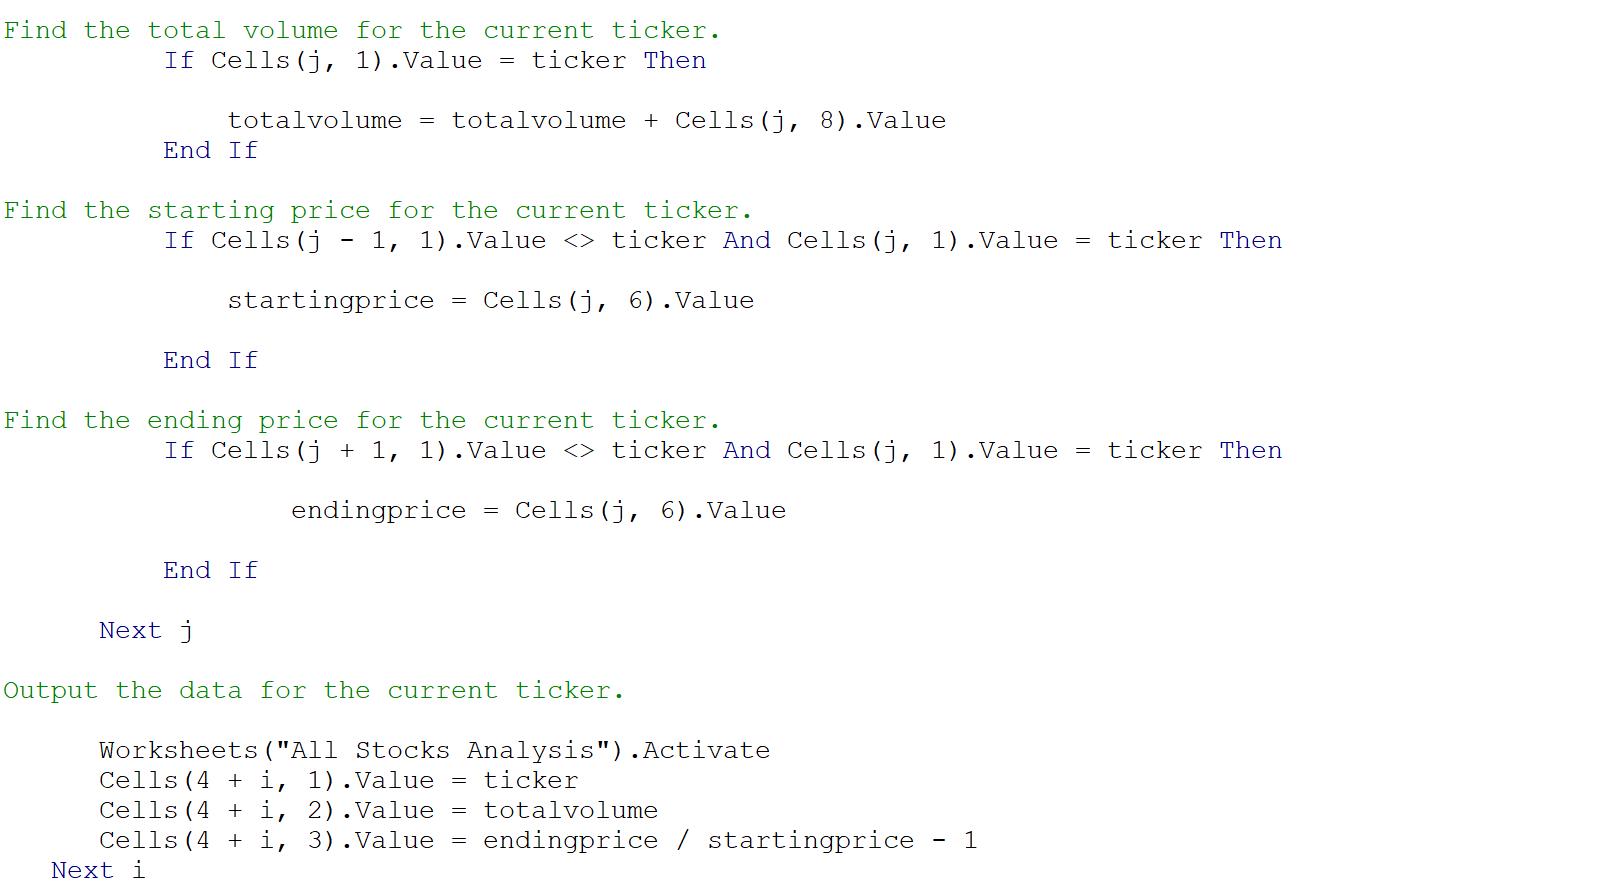 Find the total volume for the current ticker.
If Cells(j, 1).Value = ticker Then
totalvolume = totalvolume + Cells(j, 8).Value
End If
Find the starting price for the current ticker.
If Cells(j - 1, 1).Value <> ticker And Cells(j, 1).Value = ticker Then
startingprice = Cells(j, 6).Value
End If
Find the ending price for the current ticker.
If Cells(j + 1, 1).Value <> ticker And Cells(j, 1).Value = ticker Then
endingprice = Cells(j, 6).Value
End If
Next j
Output the data for the current ticker.
Worksheets("All Stocks Analysis").Activate
Cells(4 + i, 1).Value = ticker
Cells(4 + i, 2).Value = totalvolume
Cells(4 + i, 3).Value = endingprice / startingprice - 1
Next i